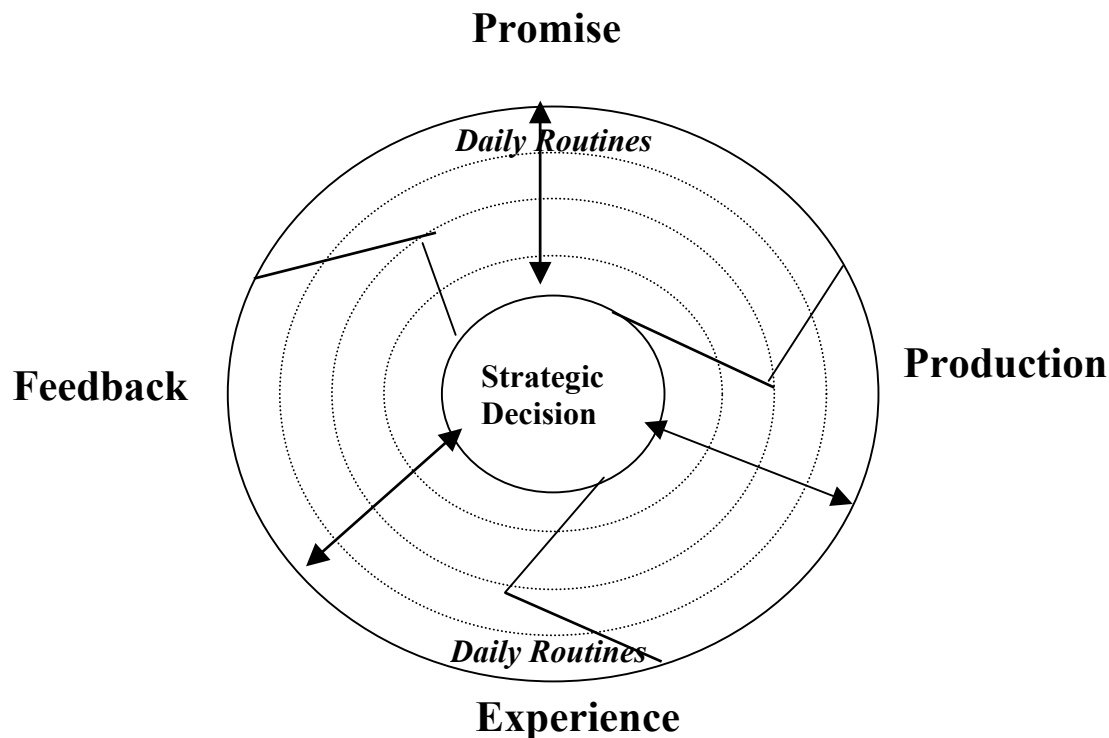 Promise
Daily Routines
Production
Feedback
Strategic
Decision
Daily Routines
Experience